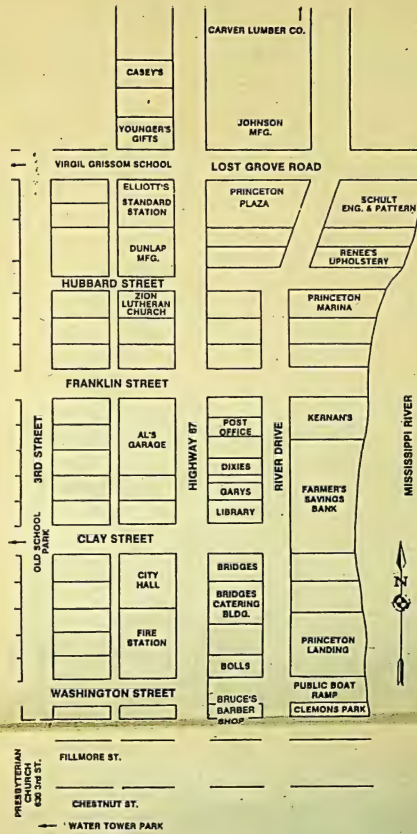 CARVER LUMBER CO.
CASEY'S
YOUNGER'S
GIFTS
JOHNSON
MFG.
VIRGIL GRISSOM SCHOOL
LOST GROVE ROAD
ELLIOTT'S
STANDARD
STATION
PRINCETON
PLAZA
SCHULT
ENG. & PATTERN
DUNLAP
MFG.
RENEE'S
UPHOLSTERY
HUBBARD STREET
ZION
LUTHERAN
CHURCH
PRINCETON
MARINA
FRANKLIN STREET
3RD STREET
AL'S
GARAGE
HIGHWAY 67
POST
OFFICE
DIXIES
GARYS
LIBRARY
RIVER DRIVE
KERNAN'S
FARMER'S
SAVINGS
BANK
MISSISSIPPI RIVER
OLD SCHOOL
PARK
CLAY STREET
CITY
HALL
FIRE
STATION
BRIDGES
BRIDGES
CATERING
BLDG.
BOLLS
N
PRINCETON
LANDING
WASHINGTON STREET
BRUCE'S
BARBER
SHOP
PUBLIC BOAT
RAMP
CLEMONS PARK
PRESBYTERIAN
CHURCH
630 3rd ST.
FILLMORE ST.
CHESTNUT ST.
WATER TOWER PARK